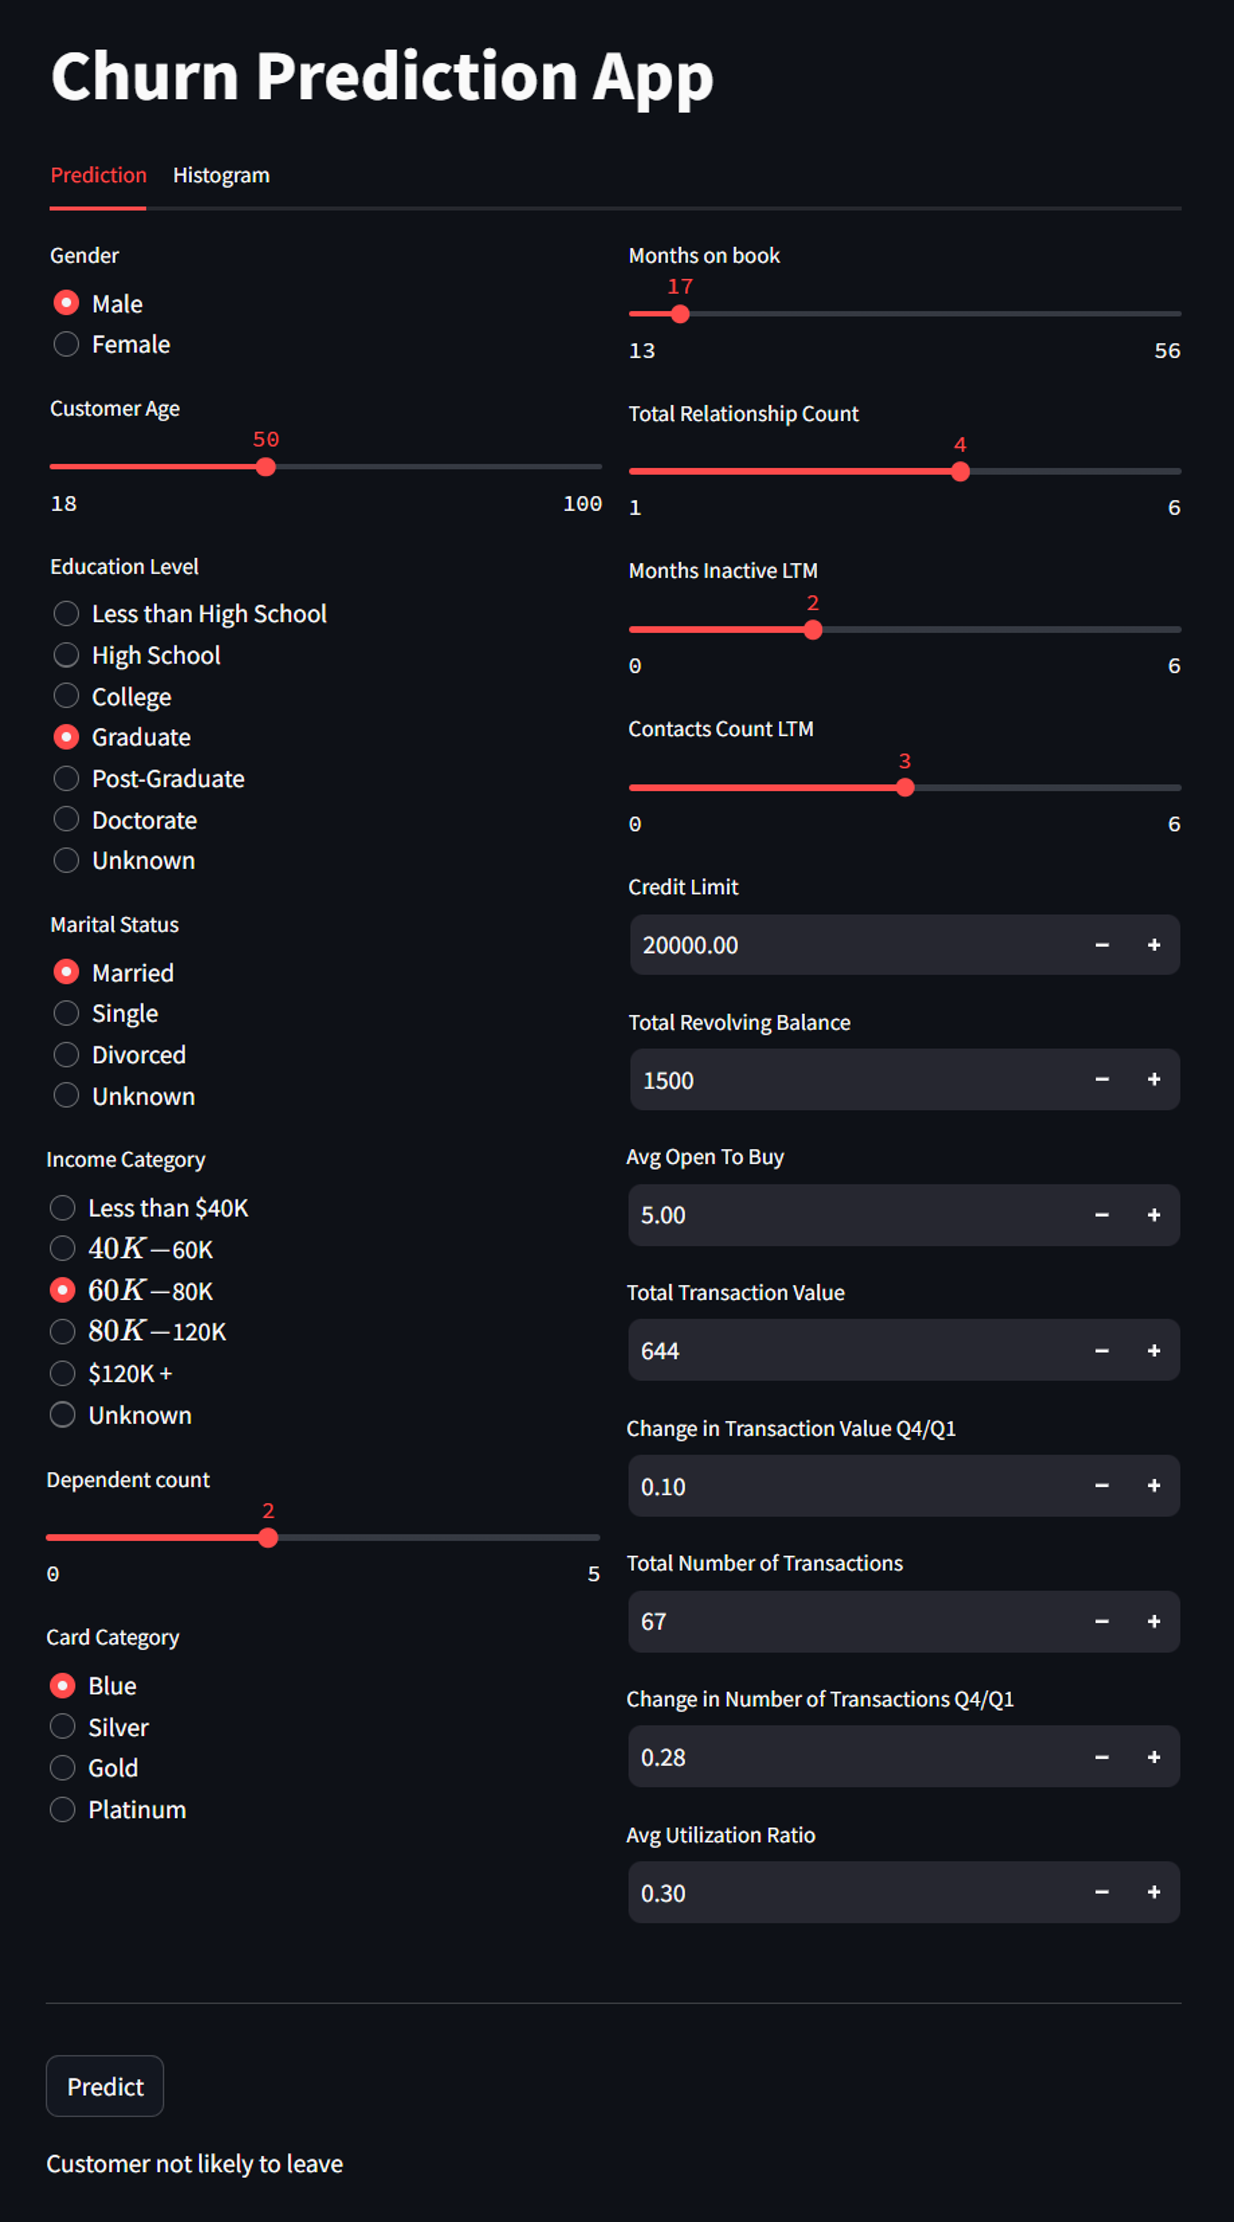 Churn Prediction App
Prediction Histogram
Gender
Male
Female
Customer Age
50
18 100
Education Level
Less than High School
High School
College
Graduate
Post-Graduate
Doctorate
Unknown
Marital Status
Married
Single
Divorced
Unknown
Income Category
Less than $40K
40K – 60K
60K – 80K
80K – 120K
$120K +
Unknown
Dependent count
2
0 5
Card Category
Blue
Silver
Gold
Platinum
Months on book
17
13 56
Total Relationship Count
4
1 6
Months Inactive LTM
2
0 6
Contacts Count LTM
3
0 6
Credit Limit
20000.00 − +
Total Revolving Balance
1500 − +
Avg Open To Buy
5.00 − +
Total Transaction Value
644 − +
Change in Transaction Value Q4/Q1
0.10 − +
Total Number of Transactions
67 − +
Change in Number of Transactions Q4/Q1
0.28 − +
Avg Utilization Ratio
0.30 − +
Predict
Customer not likely to leave